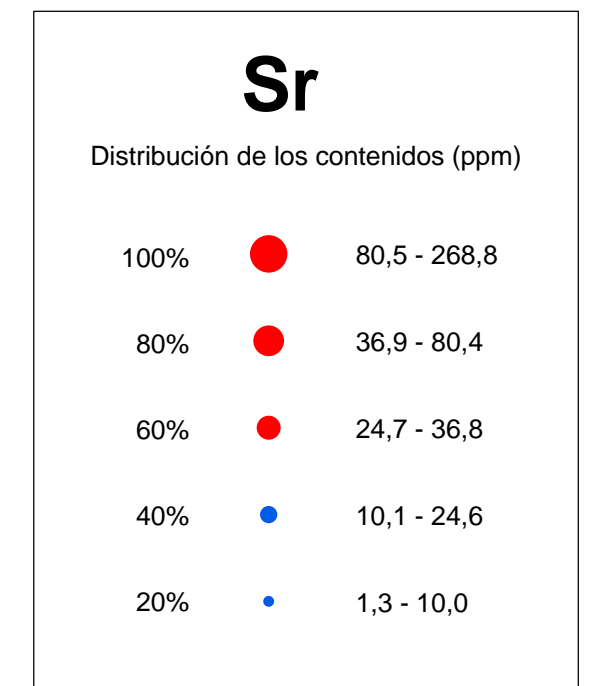 Sr
Distribución de los contenidos (ppm)
100% 80,5 - 268,8
80% 36,9 - 80,4
60% 24,7 - 36,8
40% 10,1 - 24,6
20% 1,3 - 10,0